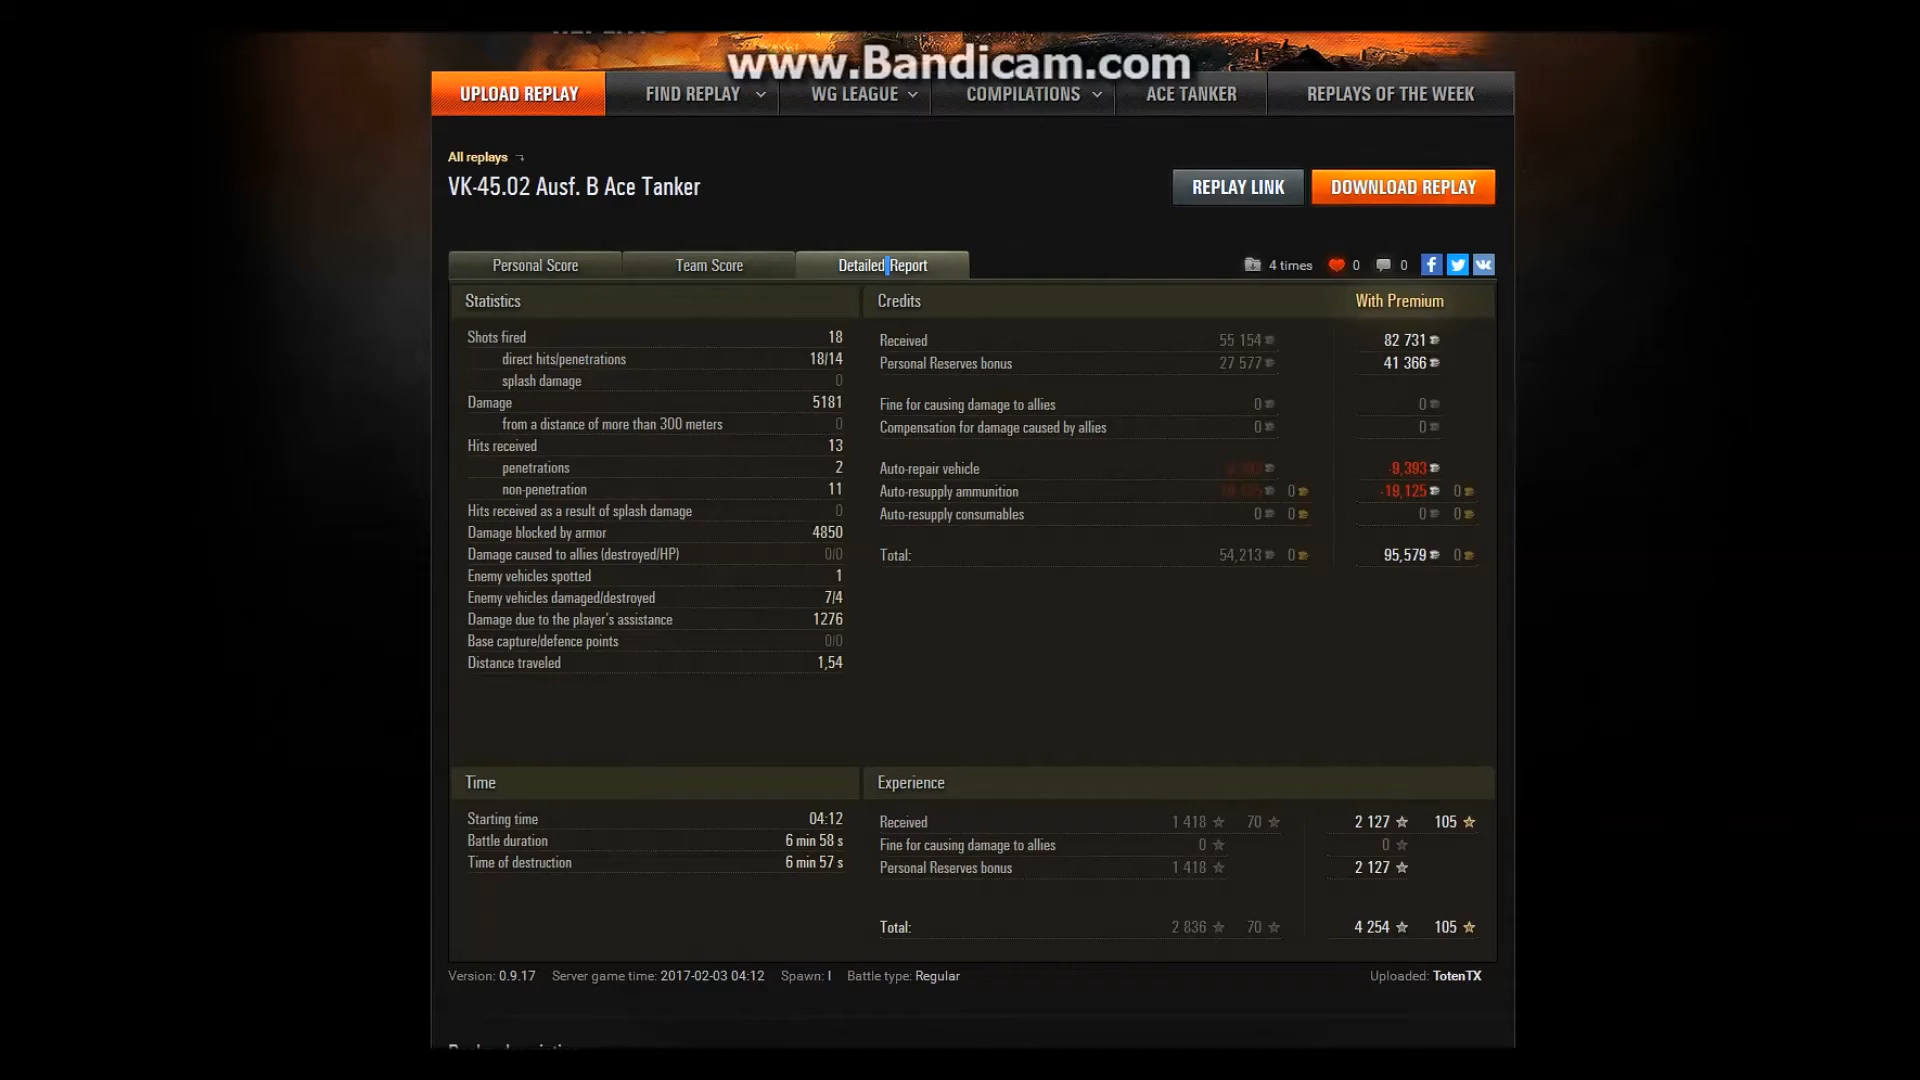 www.Bandicam.com
UPLOAD REPLAY FIND REPLAY WG LEAGUE COMPILATIONS ACE TANKER REPLAYS OF THE WEEK
All replays
VK-45.02 Ausf. B Ace Tanker
REPLAY LINK DOWNLOAD REPLAY
Personal Score Team Score Detailed Report 4 times 0 0
Statistics
Shots fired 18
direct hits/penetrations 18/14
splash damage 0
Damage 5181
from a distance of more than 300 meters 0
Hits received 13
penetrations 2
non-penetration 11
Hits received as a result of splash damage 0
Damage blocked by armor 4850
Damage caused to allies (destroyed/HP) 0/0
Enemy vehicles spotted 1
Enemy vehicles damaged/destroyed 7/4
Damage due to the player's assistance 1276
Base capture/defence points 0/0
Distance traveled 1,54
Credits With Premium
Received 55 154 82 731
Personal Reserves bonus 27 577 41 366
Fine for causing damage to allies 0 0
Compensation for damage caused by allies 0 0
Auto-repair vehicle -9,393
Auto-resupply ammunition 0 -19,125 0
Auto-resupply consumables 0 0 0 0
Total: 54,213 0 95,579 0
Time
Starting time 04:12
Battle duration 6 min 58 s
Time of destruction 6 min 57 s
Experience
Received 1 418 70 2 127 105
Fine for causing damage to allies 0 0
Personal Reserves bonus 1 418 2 127
Total: 2 836 70 4 254 105
Version: 0.9.17 Server game time: 2017-02-03 04:12 Spawn: I Battle type: Regular Uploaded: TotenTX